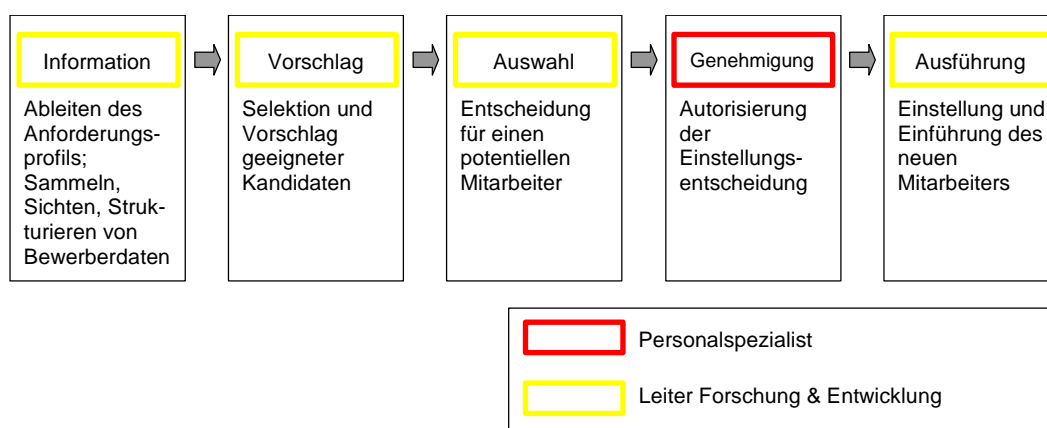 Information
Ableiten des
Anforderungs-
profils;
Sammeln,
Sichten, Struk-
turieren von
Bewerberdaten
Vorschlag
Selektion und
Vorschlag
geeigneter
Kandidaten
Auswahl
Entscheidung
für einen
potentiellen
Mitarbeiter
Genehmigung
Autorisierung
der
Einstellungs-
entscheidung
Ausführung
Einstellung und
Einführung des
neuen
Mitarbeiters
Personalspezialist
Leiter Forschung & Entwicklung